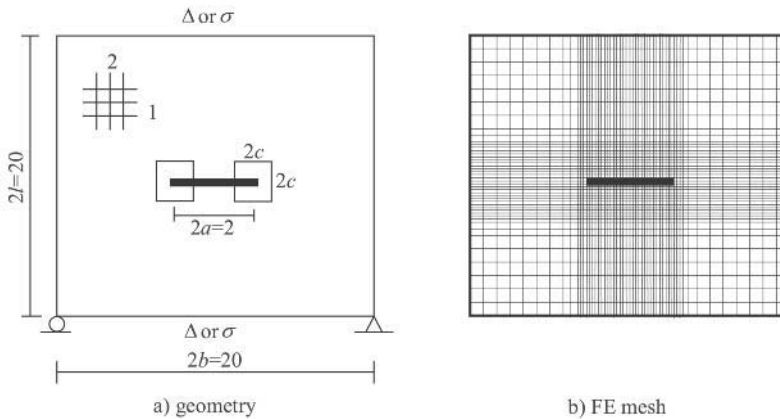 Δ or σ
2
1
2c
2c
2l=20
2a=2
Δ or σ
2b=20
a) geometry
b) FE mesh